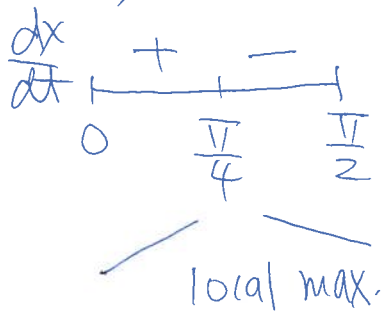 dx/dt + −
0 π/4 π/2
local max.